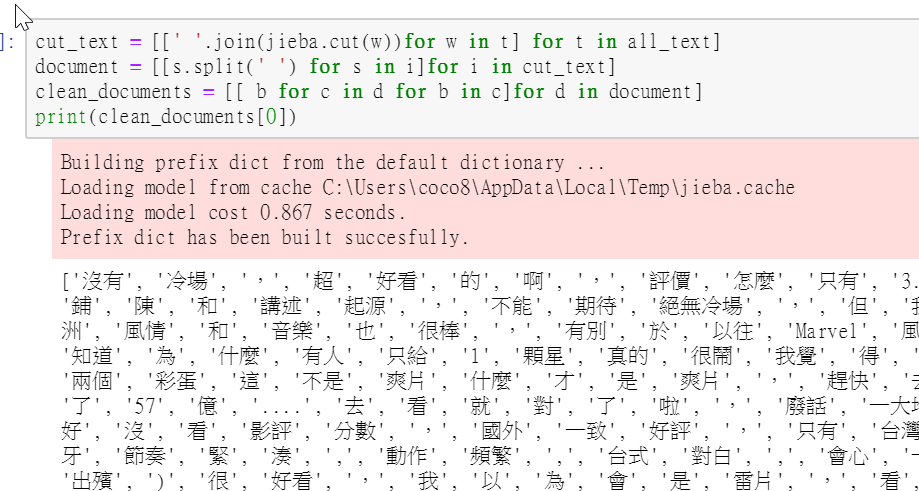 ]:
cut_text = [[' '.join(jieba.cut(w))for w in t] for t in all_text]
document = [[s.split(' ') for s in i]for i in cut_text]
clean_documents = [[ b for c in d for b in c]for d in document]
print(clean_documents[0])
Building prefix dict from the default dictionary ...
Loading model from cache C:\Users\coco8\AppData\Local\Temp\jieba.cache
Loading model cost 0.867 seconds.
Prefix dict has been built succesfully.
['沒有', '冷場', '，', '超', '好看', '的', '啊', '，', '評價', '怎麼', '只有', '3.
'鋪', '陳', '和', '講述', '起源', '，', '不能', '期待', '絕無冷場', '，', '但', '
洲', '風情', '和', '音樂', '也', '很棒', '，', '有別', '於', '以往', 'Marvel', '風
'知道', '為', '什麼', '有人', '只給', '1', '顆星', '真的', '很鬧', '我覺', '得', '
'兩個', '彩蛋', '這', '不是', '爽片', '什麼', '才', '是', '爽片', '，', '趕快', '
'了', '57', '億', '....', '去', '看', '就', '對', '了', '啦', '，', '廢話', '一大
好', '沒', '看', '影評', '分數', '，', '國外', '一致', '好評', '，', '只有', '台灣
牙', '節奏', '緊', '湊', ',', '動作', '頻繁', ',', '台式', '對白', ',', '會心', '
'出殯', ')', '很', '好看', '，', '我', '以', '為', '會', '是', '雷片', '，', '看',